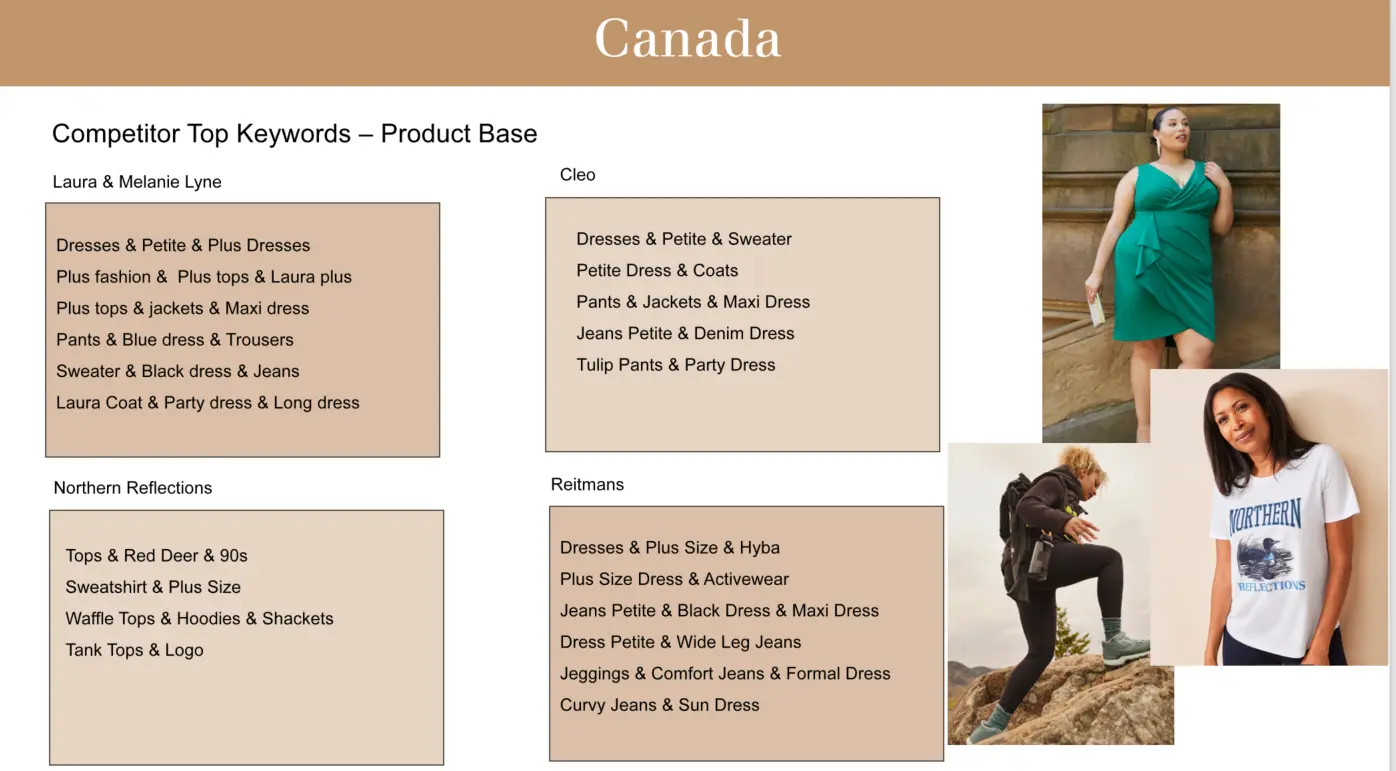 Canada
Competitor Top Keywords – Product Base
Laura & Melanie Lyne
Dresses & Petite & Plus Dresses
Plus fashion &  Plus tops & Laura plus
Plus tops & jackets & Maxi dress
Pants & Blue dress & Trousers
Sweater & Black dress & Jeans
Laura Coat & Party dress & Long dress
Cleo
Dresses & Petite & Sweater
Petite Dress & Coats
Pants & Jackets & Maxi Dress
Jeans Petite & Denim Dress
Tulip Pants & Party Dress
Northern Reflections
Tops & Red Deer & 90s
Sweatshirt & Plus Size
Waffle Tops & Hoodies & Shackets
Tank Tops & Logo
Reitmans
Dresses & Plus Size & Hyba
Plus Size Dress & Activewear
Jeans Petite & Black Dress & Maxi Dress
Dress Petite & Wide Leg Jeans
Jeggings & Comfort Jeans & Formal Dress
Curvy Jeans & Sun Dress
NORTHERN
REFLECTIONS